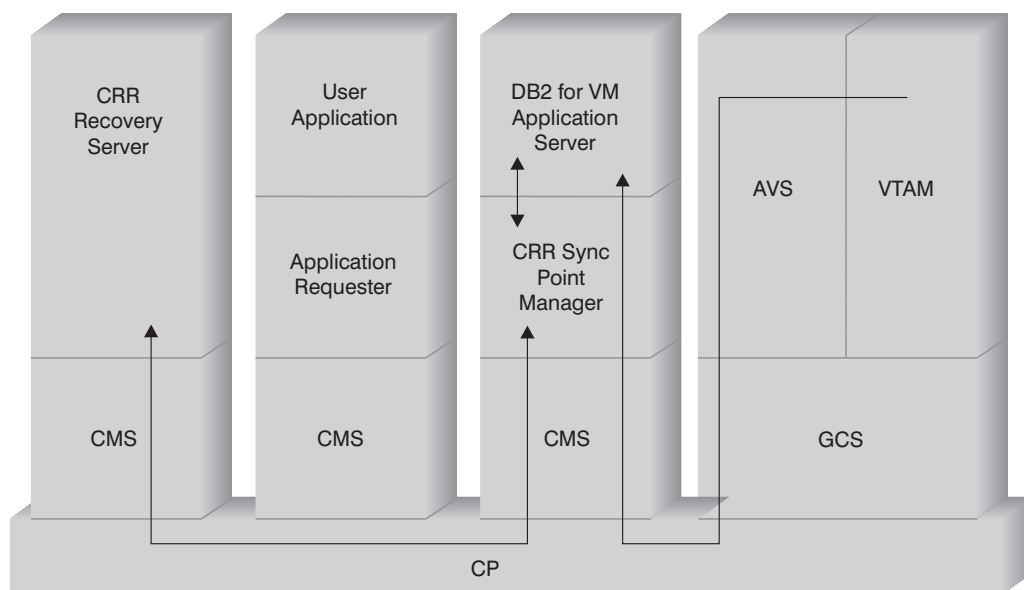 CRR
Recovery
Server
CMS
User
Application
Application
Requester
CMS
DB2 for VM
Application
Server
CRR Sync
Point
Manager
CMS
AVS
VTAM
GCS
CP